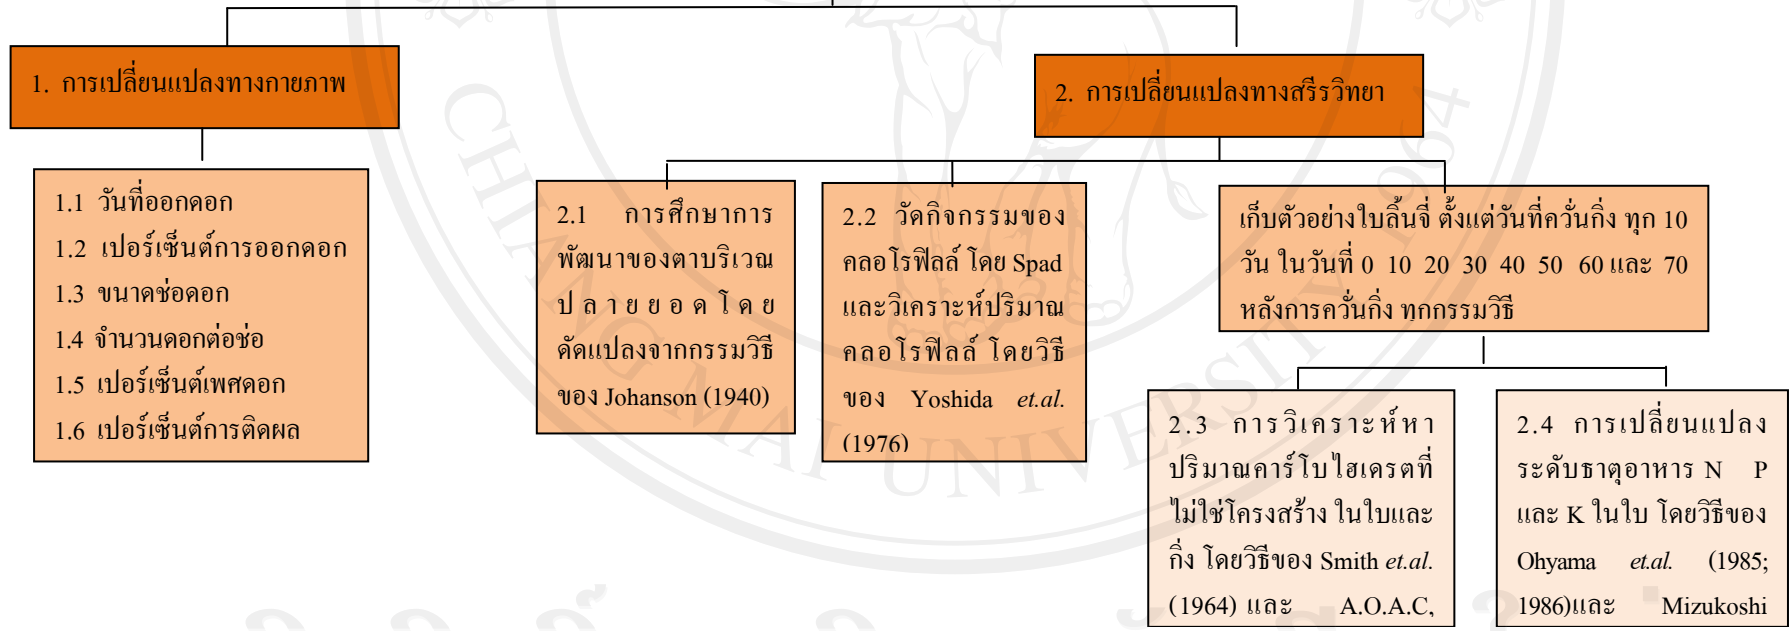 1. การเปลี่ยนแปลงทางกายภาพ
2. การเปลี่ยนแปลงทางสรีรวิทยา
1.1 วันที่ออกดอก
1.2 เปอร์เซ็นต์การออกดอก
1.3 ขนาดช่อดอก
1.4 จำนวนดอกต่อช่อ
1.5 เปอร์เซ็นต์เพศดอก
1.6 เปอร์เซ็นต์การติดผล
2.1 การศึกษาการ
พัฒนาของตาบริเวณ
ปลายยอดโดย
ดัดแปลงจากกรรมวิธี
ของ Johanson (1940)
2.2 วัดกิจกรรมของ
คลอโรฟิลล์ โดย Spad
และวิเคราะห์ปริมาณ
คลอโรฟิลล์ โดยวิธี
ของ Yoshida et.al.
(1976)
เก็บตัวอย่างใบลิ้นจี่ ตั้งแต่วันที่ควั่นกิ่ง ทุก 10
วัน ในวันที่ 0 10 20 30 40 50 60 และ 70
หลังการควั่นกิ่ง ทุกกรรมวิธี
2.3 การวิเคราะห์หา
ปริมาณคาร์โบไฮเดรตที่
ไม่ใช่โครงสร้าง ในใบและ
กิ่ง โดยวิธีของ Smith et.al.
(1964) และ A.O.A.C,
2.4 การเปลี่ยนแปลง
ระดับธาตุอาหาร N P
และ K ในใบ โดยวิธีของ
Ohyama et.al. (1985;
1986)และ Mizukoshi
CHIANG MAI UNIVERSITY 1964